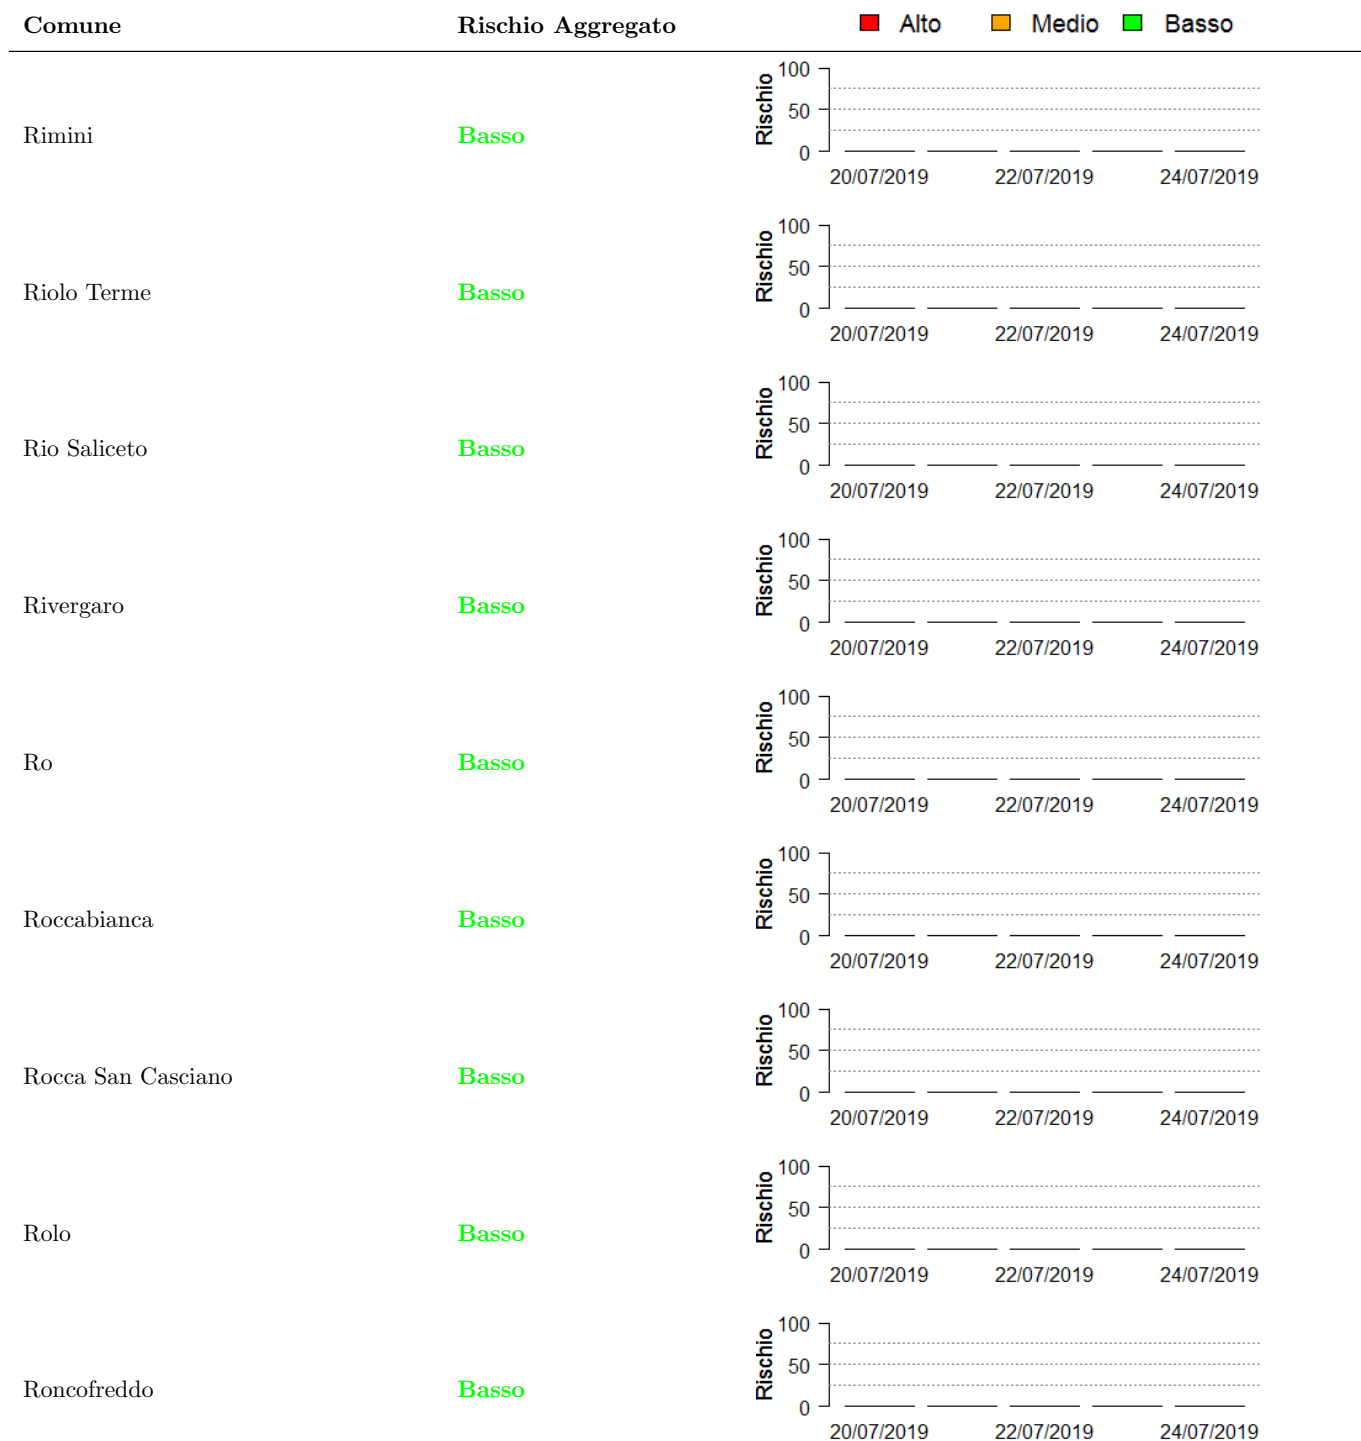 Comune Rischio Aggregato Alto Medio Basso
100
50
0
Rischio
Rimini Basso
20/07/2019 22/07/2019 24/07/2019
100
50
0
Rischio
Riolo Terme Basso
20/07/2019 22/07/2019 24/07/2019
100
50
0
Rischio
Rio Saliceto Basso
20/07/2019 22/07/2019 24/07/2019
100
50
0
Rischio
Rivergaro Basso
20/07/2019 22/07/2019 24/07/2019
100
50
0
Rischio
Ro Basso
20/07/2019 22/07/2019 24/07/2019
100
50
0
Rischio
Roccabianca Basso
20/07/2019 22/07/2019 24/07/2019
100
50
0
Rischio
Rocca San Casciano Basso
20/07/2019 22/07/2019 24/07/2019
100
50
0
Rischio
Rolo Basso
20/07/2019 22/07/2019 24/07/2019
100
50
0
Rischio
Roncofreddo Basso
20/07/2019 22/07/2019 24/07/2019